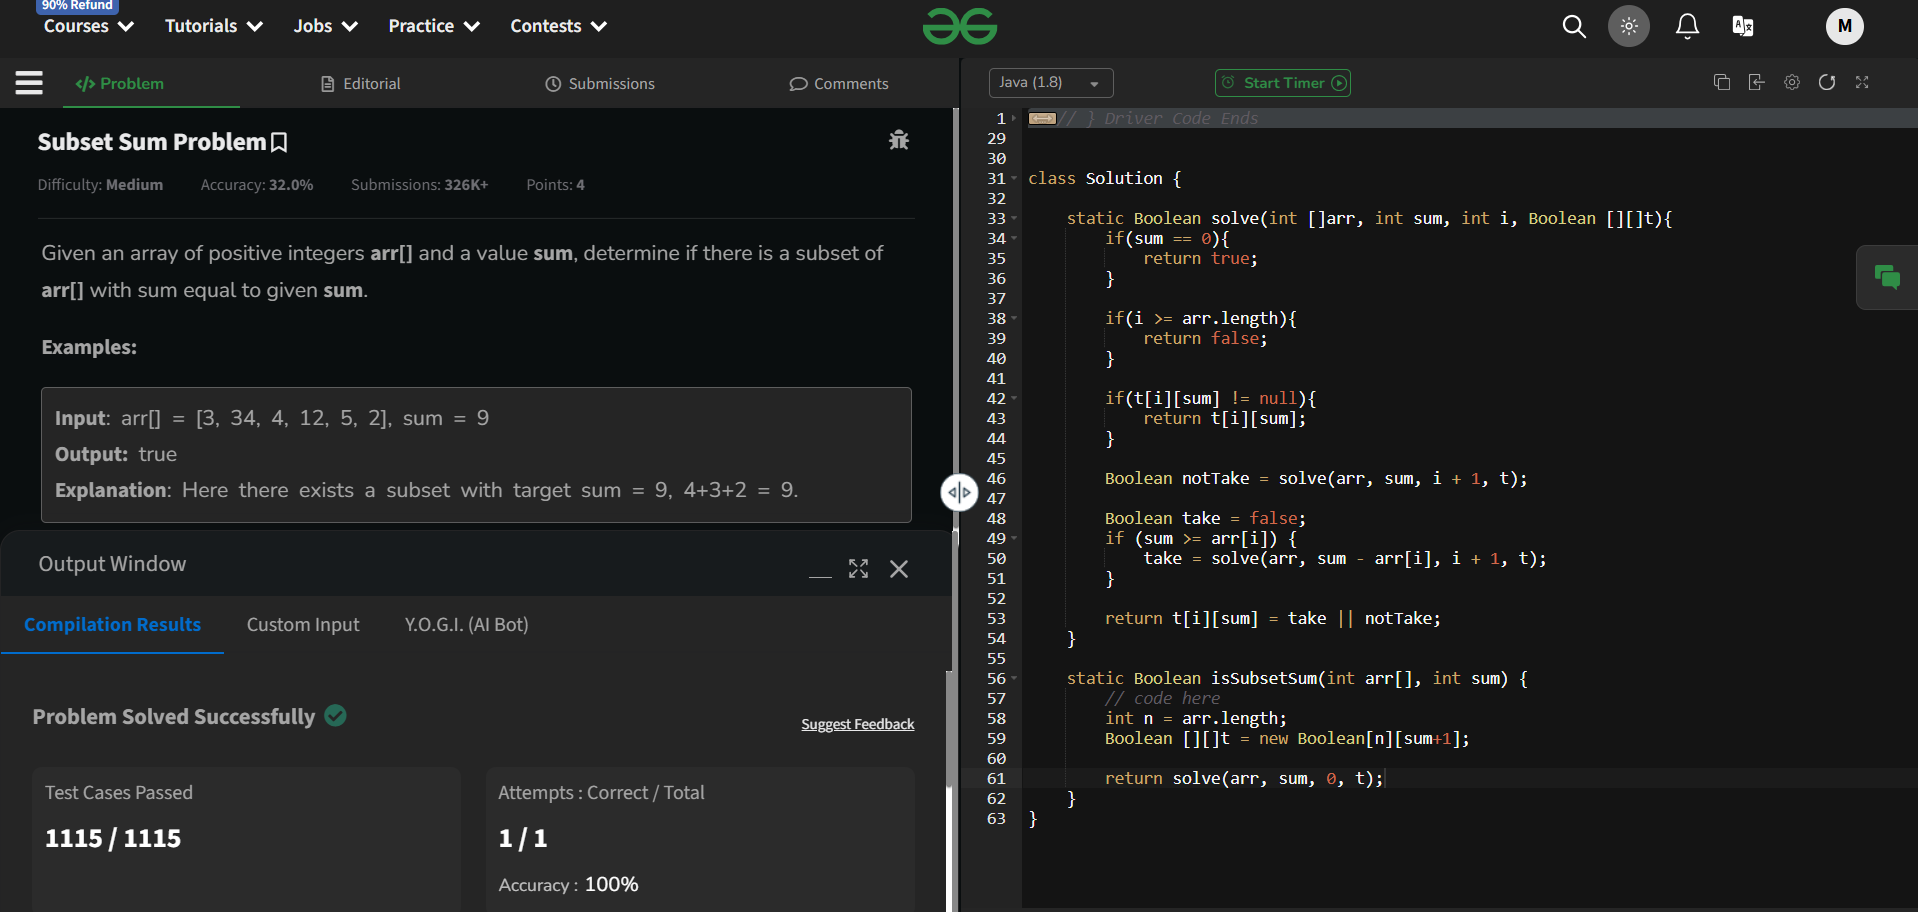 90% Refund
Courses Tutorials Jobs Practice Contests
M
</> Problem Editorial Submissions Comments
Java (1.8) Start Timer
Subset Sum Problem
Difficulty: Medium Accuracy: 32.0% Submissions: 326K+ Points: 4
Given an array of positive integers arr[] and a value sum, determine if there is a subset of
arr[] with sum equal to given sum.
Examples:
Input: arr[] = [3, 34, 4, 12, 5, 2], sum = 9
Output: true
Explanation: Here there exists a subset with target sum = 9, 4+3+2 = 9.
Output Window
Compilation Results Custom Input Y.O.G.I. (AI Bot)
Problem Solved Successfully
Suggest Feedback
Test Cases Passed
1115 / 1115
Attempts : Correct / Total
1 / 1
Accuracy : 100%
1 // } Driver Code Ends
29
30
31 class Solution {
32
33 static Boolean solve(int []arr, int sum, int i, Boolean [][]t){
34 if(sum == 0){
35 return true;
36 }
37
38 if(i >= arr.length){
39 return false;
40 }
41
42 if(t[i][sum] != null){
43 return t[i][sum];
44 }
45
46 Boolean notTake = solve(arr, sum, i + 1, t);
47
48 Boolean take = false;
49 if (sum >= arr[i]) {
50 take = solve(arr, sum - arr[i], i + 1, t);
51 }
52
53 return t[i][sum] = take || notTake;
54 }
55
56 static Boolean isSubsetSum(int arr[], int sum) {
57 // code here
58 int n = arr.length;
59 Boolean [][]t = new Boolean[n][sum+1];
60
61 return solve(arr, sum, 0, t);
62 }
63 }